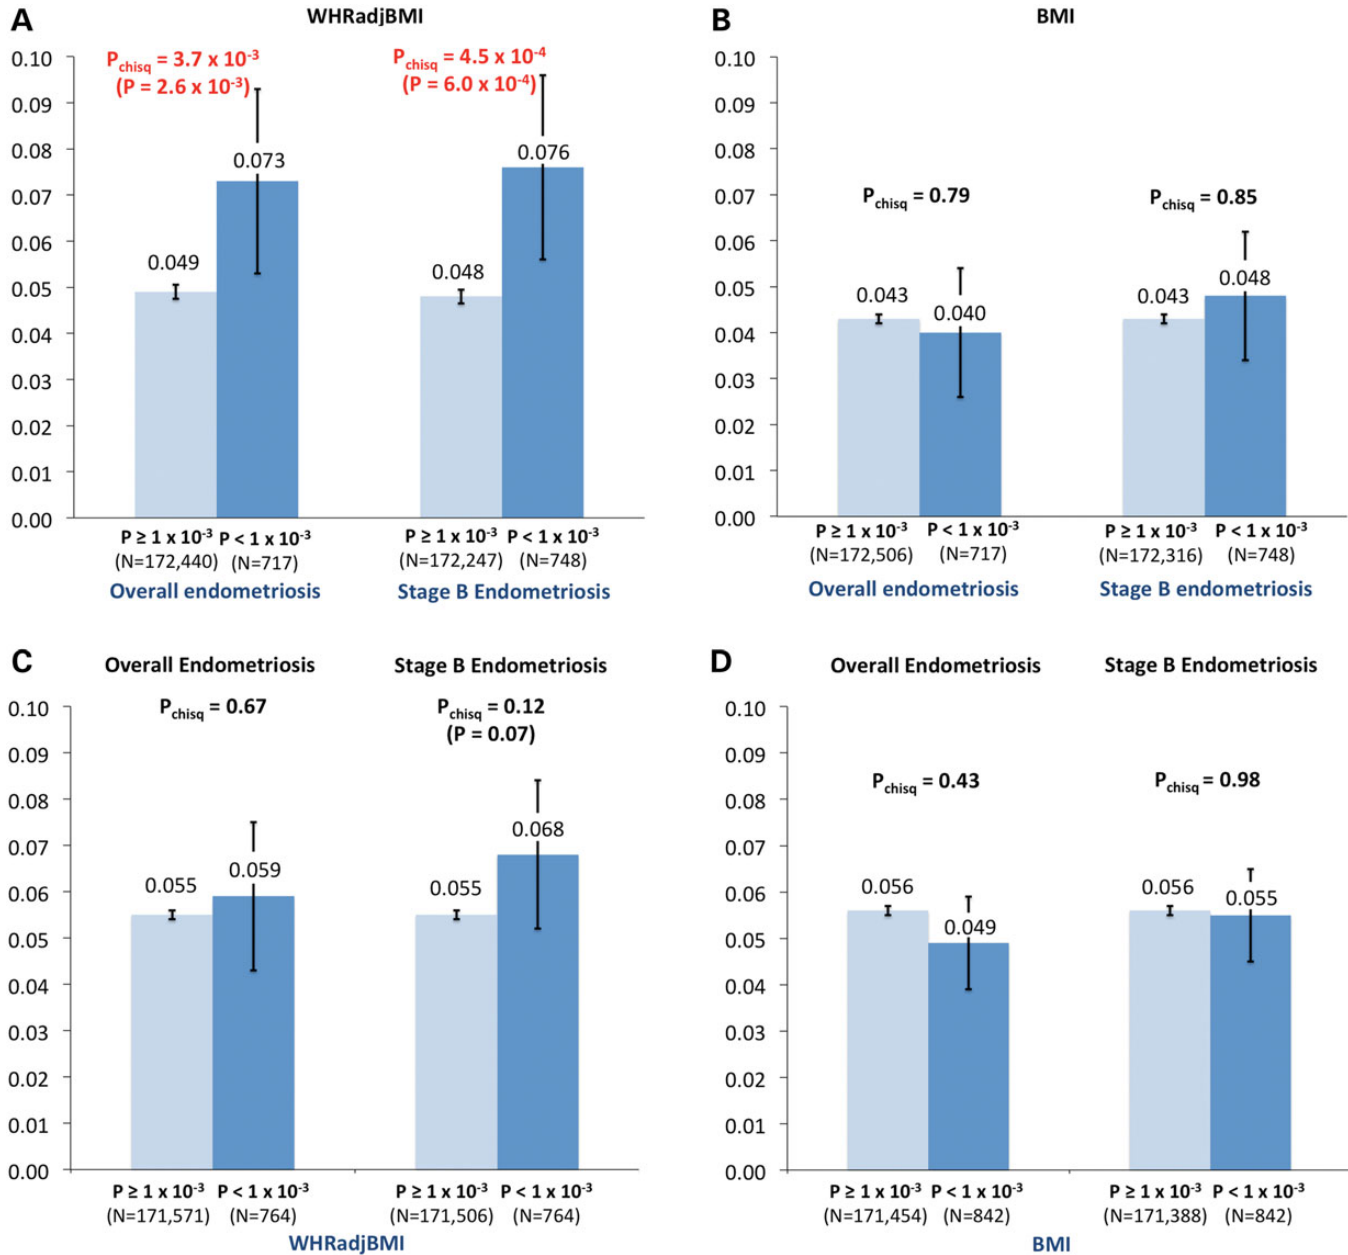 A
WHRadjBMI
Pchisq = 3.7 x 10-3
(P = 2.6 x 10-3)
Pchisq = 4.5 x 10-4
(P = 6.0 x 10-4)
0.10
0.09
0.08
0.07
0.06
0.05
0.04
0.03
0.02
0.01
0.00
0.049
0.073
0.048
0.076
P ≥ 1 x 10-3 P < 1 x 10-3 P ≥ 1 x 10-3 P < 1 x 10-3
(N=172,440) (N=717) (N=172,247) (N=748)
Overall endometriosis Stage B Endometriosis
B
BMI
0.10
0.09
0.08
0.07
0.06
0.05
0.04
0.03
0.02
0.01
0.00
Pchisq = 0.79
Pchisq = 0.85
0.043
0.040
0.043
0.048
P ≥ 1 x 10-3 P < 1 x 10-3 P ≥ 1 x 10-3 P < 1 x 10-3
(N=172,506) (N=717) (N=172,316) (N=748)
Overall endometriosis Stage B endometriosis
C
Overall Endometriosis Stage B Endometriosis
Pchisq = 0.67
Pchisq = 0.12
(P = 0.07)
0.10
0.09
0.08
0.07
0.06
0.05
0.04
0.03
0.02
0.01
0.00
0.055
0.059
0.055
0.068
P ≥ 1 x 10-3 P < 1 x 10-3 P ≥ 1 x 10-3 P < 1 x 10-3
(N=171,571) (N=764) (N=171,506) (N=764)
WHRadjBMI
D
Overall Endometriosis Stage B Endometriosis
0.10
0.09
0.08
0.07
0.06
0.05
0.04
0.03
0.02
0.01
0.00
Pchisq = 0.43
Pchisq = 0.98
0.056
0.049
0.056
0.055
P ≥ 1 x 10-3 P < 1 x 10-3 P ≥ 1 x 10-3 P < 1 x 10-3
(N=171,454) (N=842) (N=171,388) (N=842)
BMI